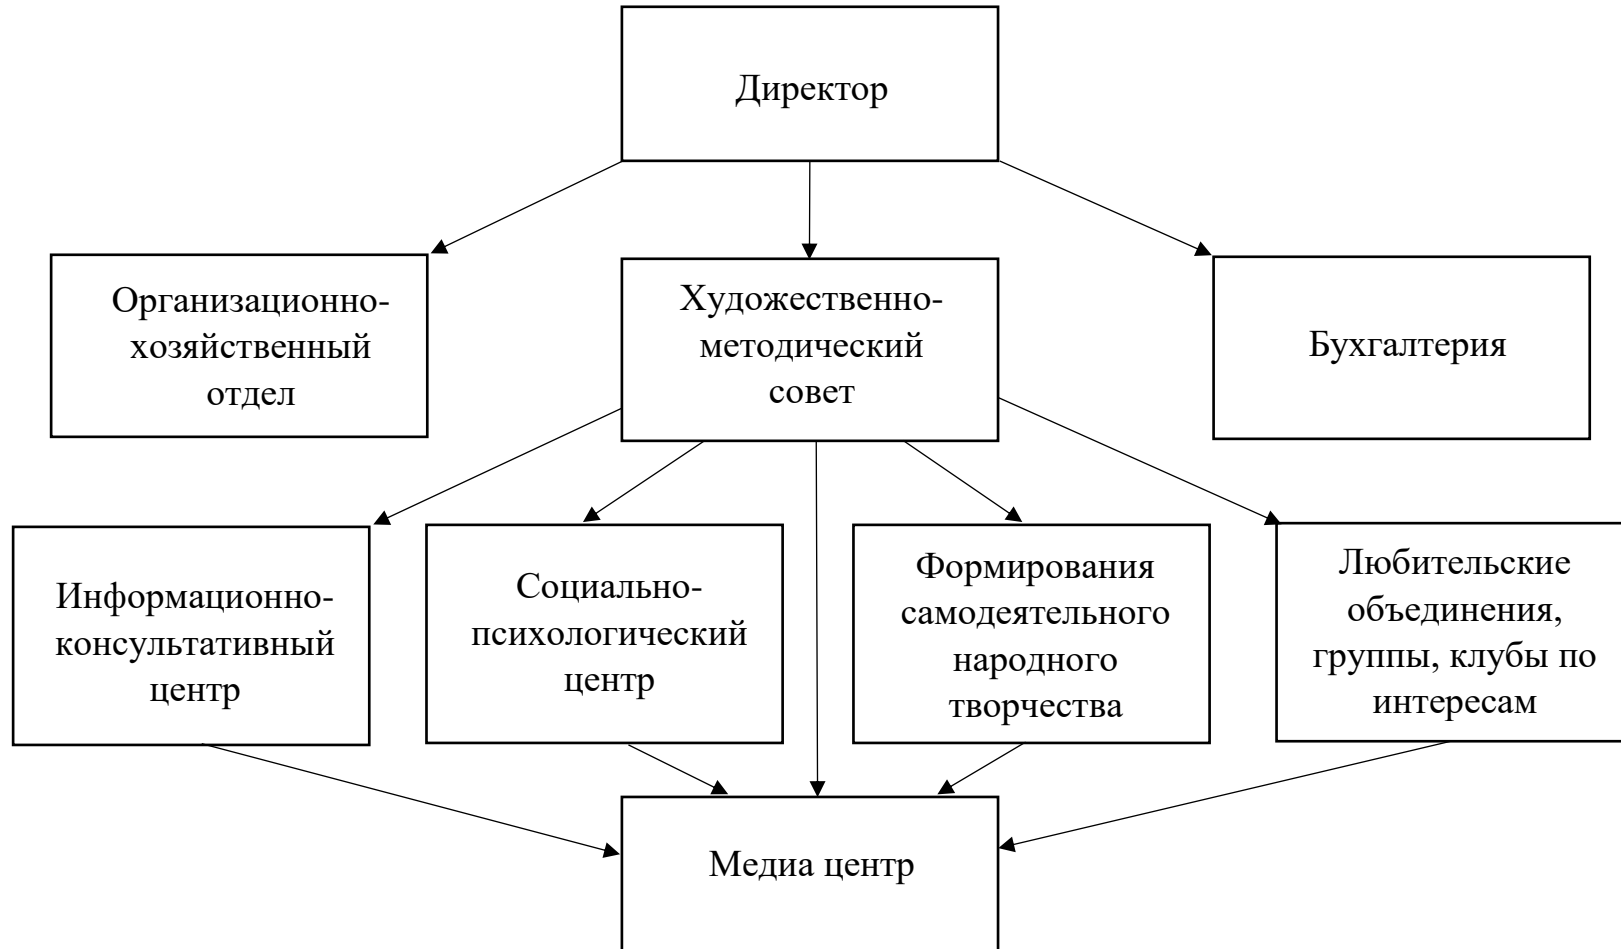 Директор
Организационно-
хозяйственный
отдел
Художественно-
методический
совет
Бухгалтерия
Информационно-
консультативный
центр
Социально-
психологический
центр
Формирования
самодеятельного
народного
творчества
Любительские
объединения,
группы, клубы по
интересам
Медиа центр